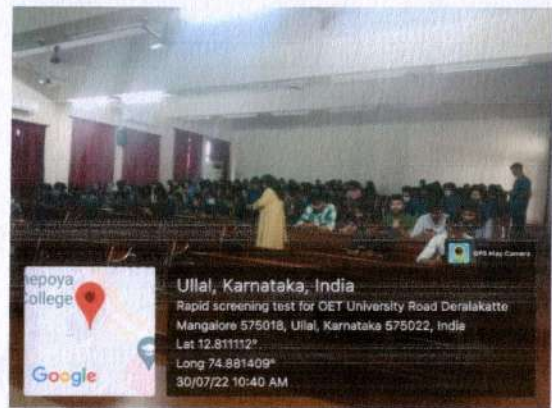 GPS Map Camera
Ullal, Karnataka, India
Rapid screening test for OET University Road Deralakatte
Mangalore 575018, Ullal, Karnataka 575022, India
Lat 12.811112°
Long 74.881409°
30/07/22 10:40 AM
nepoya
College
Google